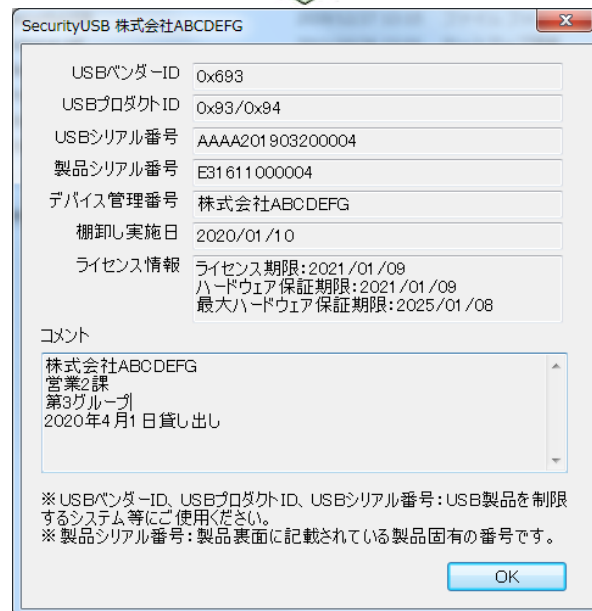 SecurityUSB 株式会社ABCDEFG
USBベンダーID 0x693
USBプロダクトID 0x93/0x94
USBシリアル番号 AAAA201903200004
製品シリアル番号 E31611000004
デバイス管理番号 株式会社ABCDEFG
棚卸し実施日 2020/01/10
ライセンス情報 ライセンス期限:2021/01/09
ハードウェア保証期限:2021/01/09
最大ハードウェア保証期限:2025/01/08
コメント
株式会社ABCDEFG
営業2課
第3グループ
2020年4月1日貸し出し
※USBベンダーID、USBプロダクトID、USBシリアル番号:USB製品を制限
するシステム等にご使用ください。
※製品シリアル番号:製品裏面に記載されている製品固有の番号です。
OK